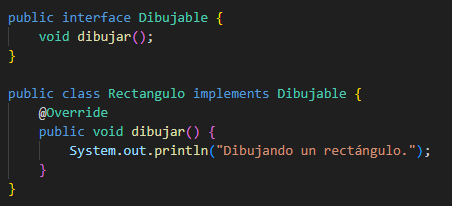 public interface Dibujable {
    void dibujar();
}

public class Rectangulo implements Dibujable {
    @Override
    public void dibujar() {
        System.out.println("Dibujando un rectángulo.");
    }
}